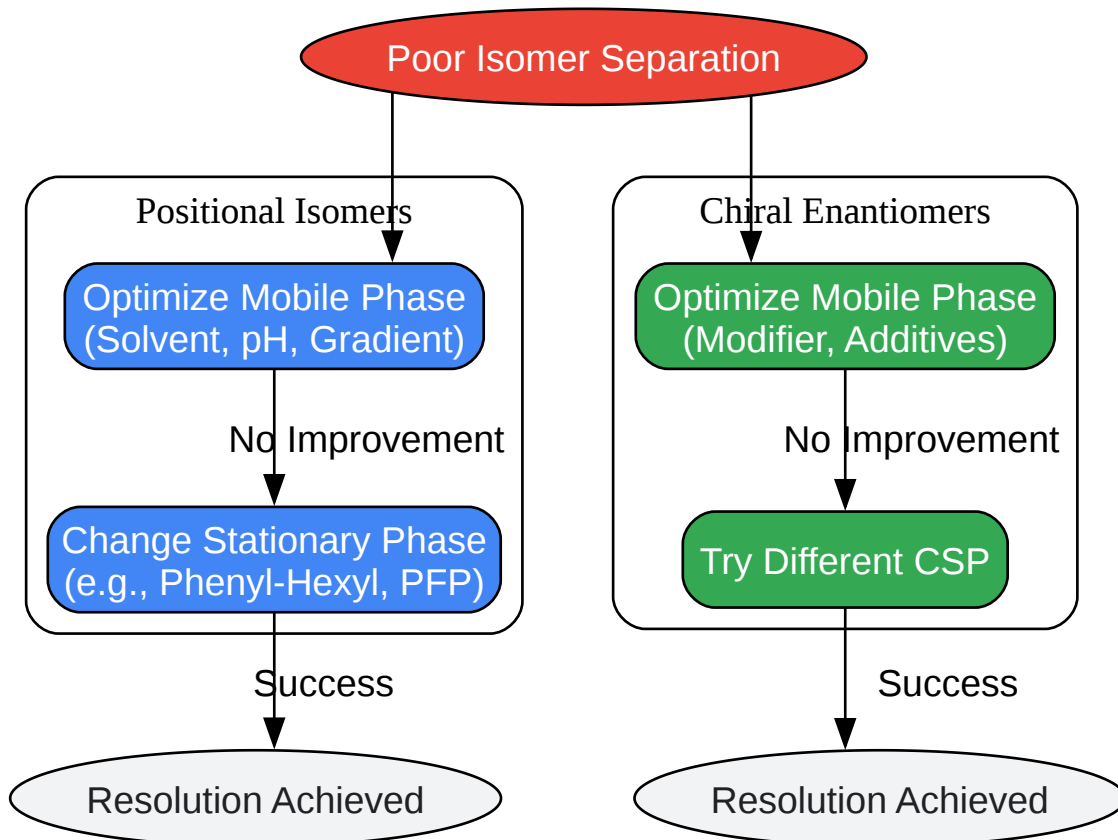 Poor Isomer Separation
Positional Isomers
Optimize Mobile Phase
(Solvent, pH, Gradient)
No Improvement
Change Stationary Phase
(e.g., Phenyl-Hexyl, PFP)
Success
Resolution Achieved
Chiral Enantiomers
Optimize Mobile Phase
(Modifier, Additives)
No Improvement
Try Different CSP
Success
Resolution Achieved